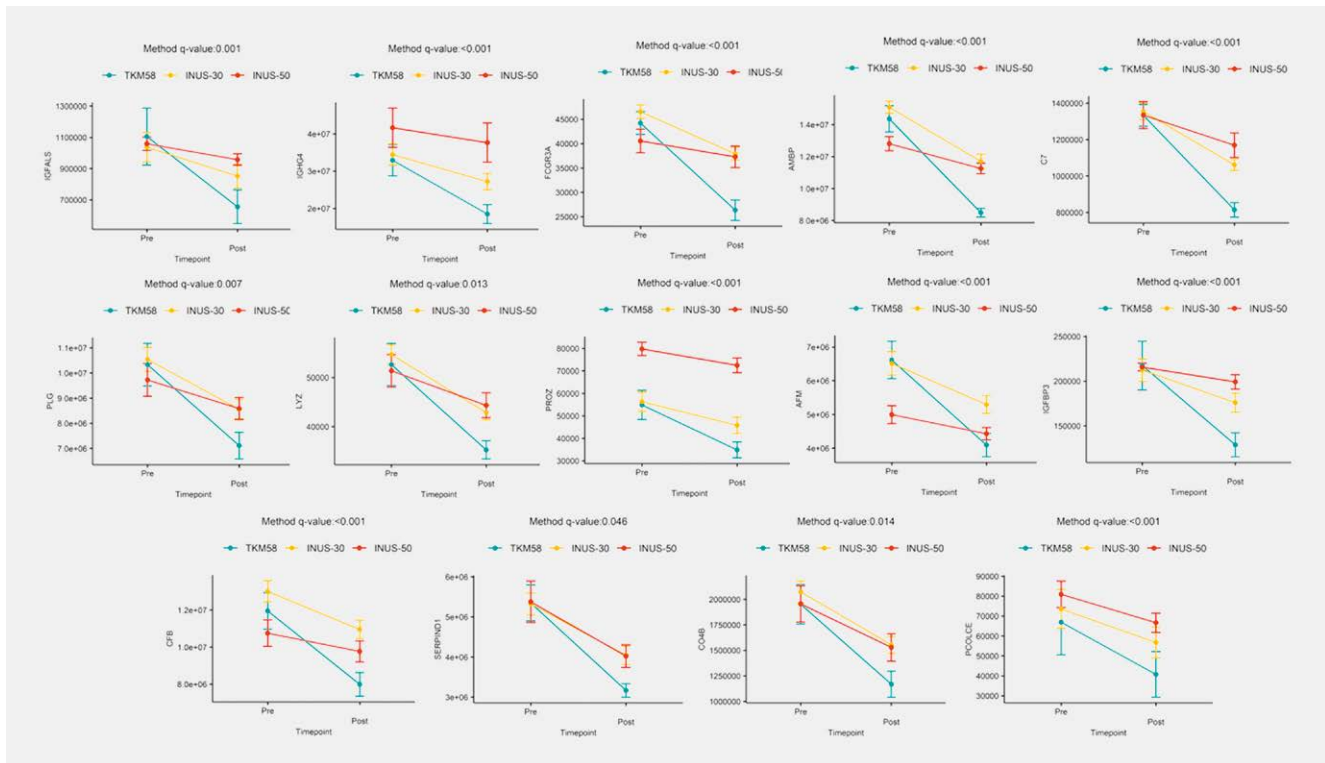 Method q-value:0.001
TKM58 INUS-30 INUS-50
IGFALS
1300000
1100000
900000
700000
Pre
Post
Timepoint
Method q-value:<0.001
TKM58 INUS-30 INUS-50
IGHG4
4e+07
3e+07
2e+07
Pre
Post
Timepoint
Method q-value:<0.001
TKM58 INUS-30 INUS-5(
FCGR3A
45000
40000
35000
30000
25000
Pre
Post
Timepoint
Method q-value:<0.001
TKM58 INUS-30 INUS-50
AMBP
1.4e+07
1.2e+07
1.0e+07
8.0e+06
Pre
Post
Timepoint
Method q-value:<0.001
TKM58 INUS-30 INUS-50
C7
1400000
1200000
1000000
800000
Pre
Post
Timepoint
Method q-value:0.007
TKM58 INUS-30 INUS-5C
PLG
1.1e+07
1.0e+07
9.0e+06
8.0e+06
7.0e+06
Pre
Post
Timepoint
Method q-value:0.013
TKM58 INUS-30 INUS-50
LYZ
50000
40000
Pre
Post
Timepoint
Method q-value:<0.001
TKM58 INUS-30 INUS-50
PROZ
80000
70000
60000
50000
40000
30000
Pre
Post
Timepoint
Method q-value:<0.001
TKM58 INUS-30 INUS-50
AFM
7e+06
6e+06
5e+06
4e+06
Pre
Post
Timepoint
Method q-value:<0.001
TKM58 INUS-30 INUS-50
IGFBP3
250000
200000
150000
Pre
Post
Timepoint
Method q-value:<0.001
TKM58 INUS-30 INUS-50
CFB
1.2e+07
1.0e+07
8.0e+06
Pre
Post
Timepoint
Method q-value:0.046
TKM58 INUS-30 INUS-50
SERPIND1
6e+06
5e+06
4e+06
3e+06
Pre
Post
Timepoint
Method q-value:0.014
TKM58 INUS-30 INUS-50
CO4B
2000000
1750000
1500000
1250000
1000000
Pre
Post
Timepoint
Method q-value:<0.001
TKM58 INUS-30 INUS-50
PCOLCE
90000
80000
70000
60000
50000
40000
30000
Pre
Post
Timepoint